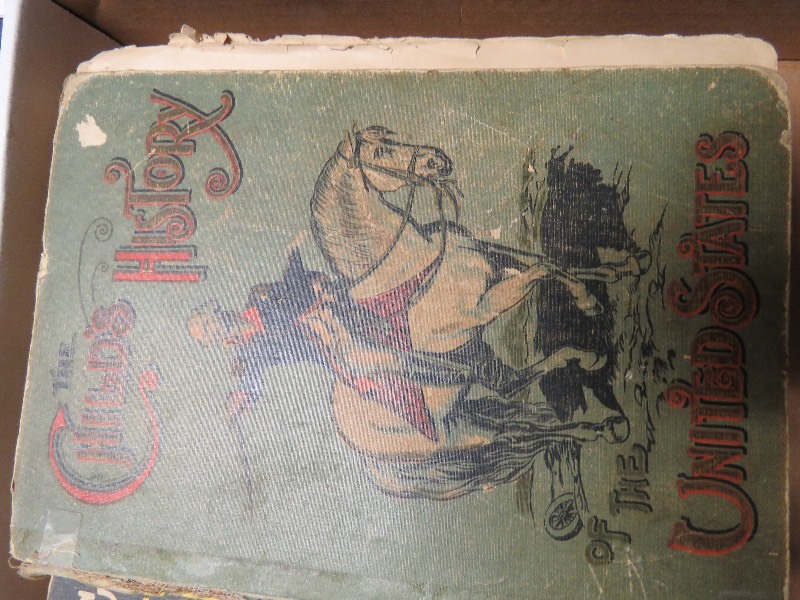 THE
CHILD'S
HISTORY
OF THE
UNITED STATES